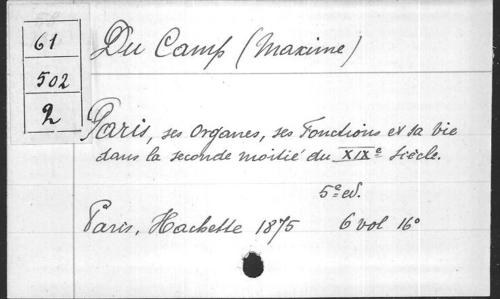 61
502
2
Du Camp (Maxime)
Paris, ses Organes, ses Fonctions et sa vie
dans la seconde moitié du XIXe Siècle.
5e ed.
Paris, Hachette 1875 6 vol 16°